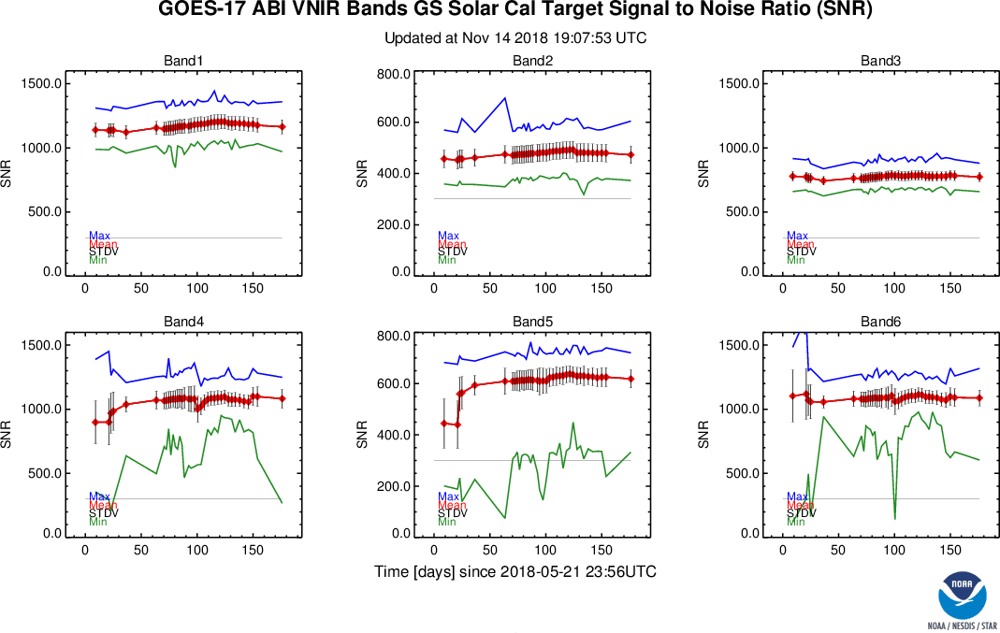 GOES-17 ABI VNIR Bands GS Solar Cal Target Signal to Noise Ratio (SNR)
Updated at Nov 14 2018 19:07:53 UTC
Band1
SNR
1500.0
1000.0
500.0
0.0
Max
Mean
STDV
Min
0 50 100 150
Band2
SNR
800.0
600.0
400.0
200.0
0.0
Max
Mean
STDV
Min
0 50 100 150
Band3
SNR
1500.0
1000.0
500.0
0.0
Max
Mean
STDV
Min
0 50 100 150
Band4
SNR
1500.0
1000.0
500.0
0.0
Max
Mean
STDV
Min
0 50 100 150
Band5
SNR
800.0
600.0
400.0
200.0
0.0
Max
Mean
STDV
Min
0 50 100 150
Band6
SNR
1500.0
1000.0
500.0
0.0
Max
Mean
STDV
Min
0 50 100 150
Time [days] since 2018-05-21 23:56UTC
NOAA
NOAA / NESDIS / STAR